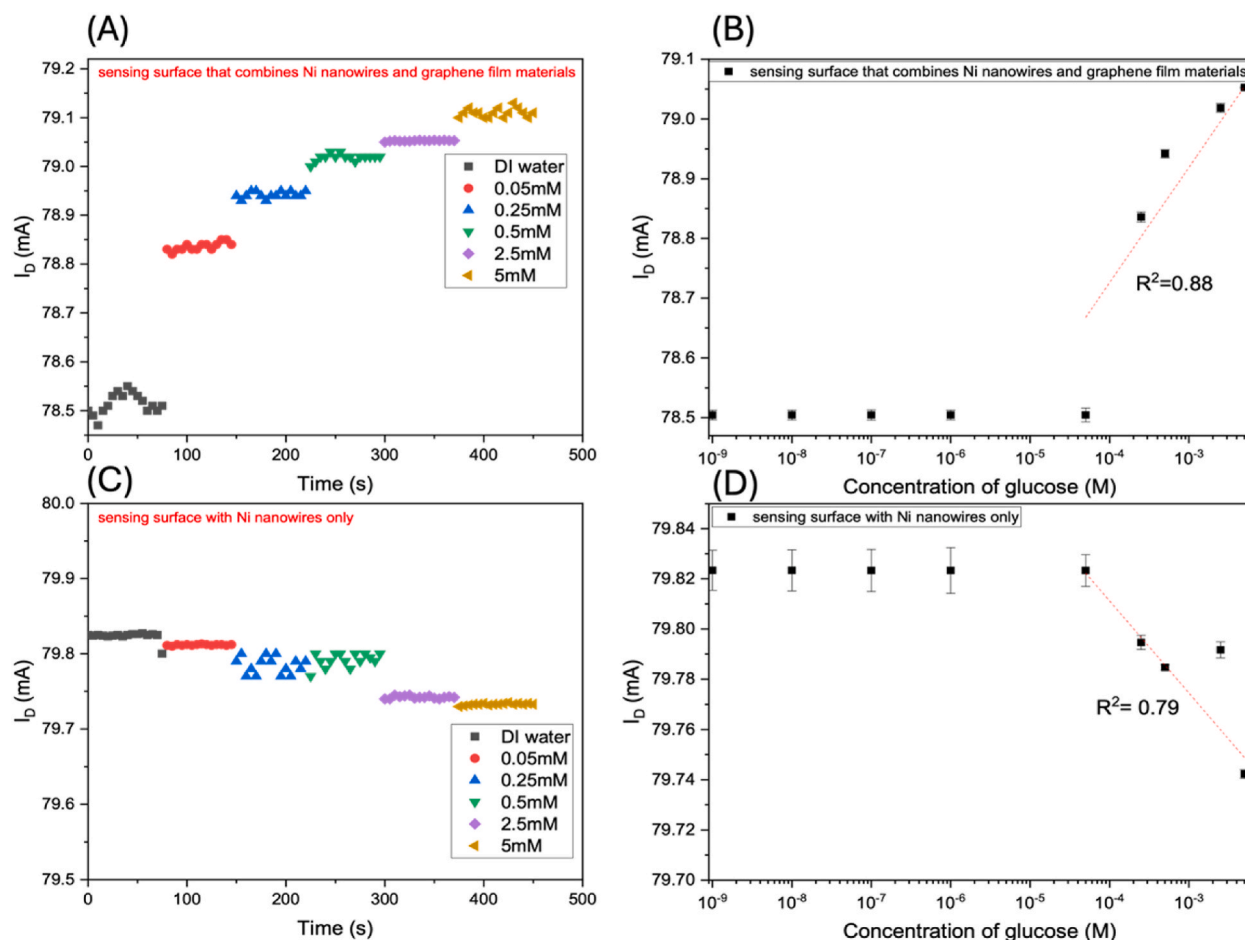 (A)
79.2
79.1
79.0
78.9
78.8
78.7
78.6
78.5
I_D (mA)
sensing surface that combines Ni nanowires and graphene film materials
DI water
0.05mM
0.25mM
0.5mM
2.5mM
5mM
0 100 200 300 400 500
Time (s)
(B)
79.1
79.0
78.9
78.8
78.7
78.6
78.5
I_D (mA)
sensing surface that combines Ni nanowires and graphene film materials
R²=0.88
10⁻⁹ 10⁻⁸ 10⁻⁷ 10⁻⁶ 10⁻⁵ 10⁻⁴ 10⁻³
Concentration of glucose (M)
(C)
80.0
79.9
79.8
79.7
79.6
79.5
I_D (mA)
sensing surface with Ni nanowires only
DI water
0.05mM
0.25mM
0.5mM
2.5mM
5mM
0 100 200 300 400 500
Time (s)
(D)
79.84
79.82
79.80
79.78
79.76
79.74
79.72
79.70
I_D (mA)
sensing surface with Ni nanowires only
R²= 0.79
10⁻⁹ 10⁻⁸ 10⁻⁷ 10⁻⁶ 10⁻⁵ 10⁻⁴ 10⁻³
Concentration of glucose (M)